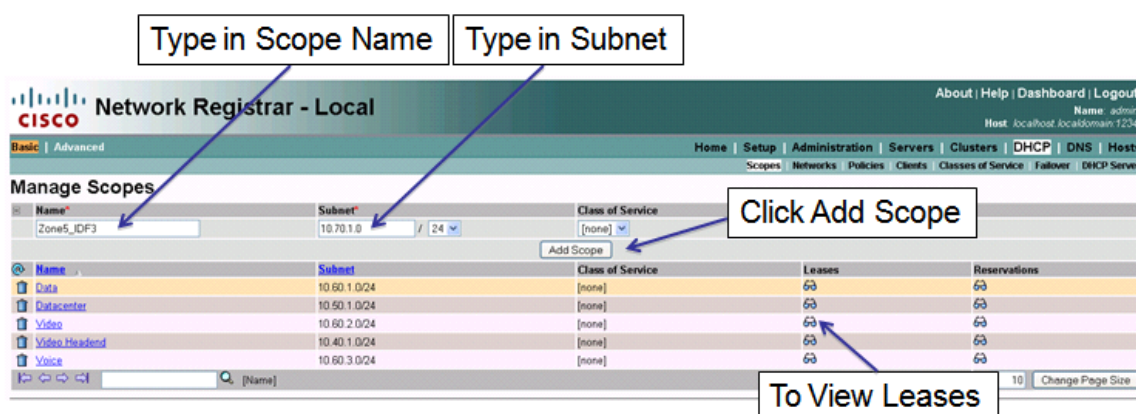 Type in Scope Name
Type in Subnet
CISCO
Network Registrar - Local
About | Help | Dashboard | Logout
Name: admin
Host: localhost.localdomain:1234
Basic | Advanced
Home | Setup | Administration | Servers | Clusters | DHCP | DNS | Hosts
Scopes | Networks | Policies | Clients | Classes of Service | Failover | DHCP Serve
Manage Scopes
Name* Subnet* Class of Service
Zone5_IDF3 10.70.1.0 / 24 [none]
Click Add Scope
Add Scope
Name Subnet Class of Service Leases Reservations
Data 10.60.1.0/24 [none]
Datacenter 10.50.1.0/24 [none]
Video 10.60.2.0/24 [none]
Video Headend 10.40.1.0/24 [none]
Voice 10.60.3.0/24 [none]
[Name] 10 Change Page Size
To View Leases